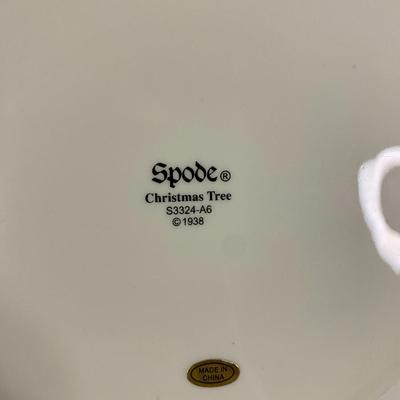 Spode®
Christmas Tree
S3324-A6
©1938
MADE IN
CHINA